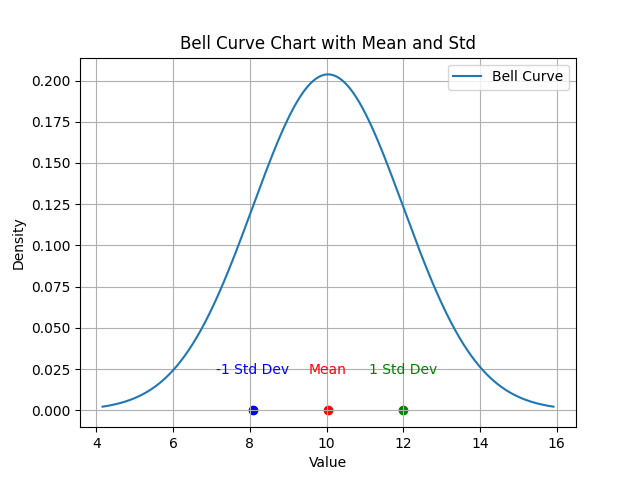 Bell Curve Chart with Mean and Std
Bell Curve
0.200
0.175
0.150
0.125
0.100
0.075
0.050
0.025
0.000
Density
-1 Std Dev
Mean
1 Std Dev
4 6 8 10 12 14 16
Value